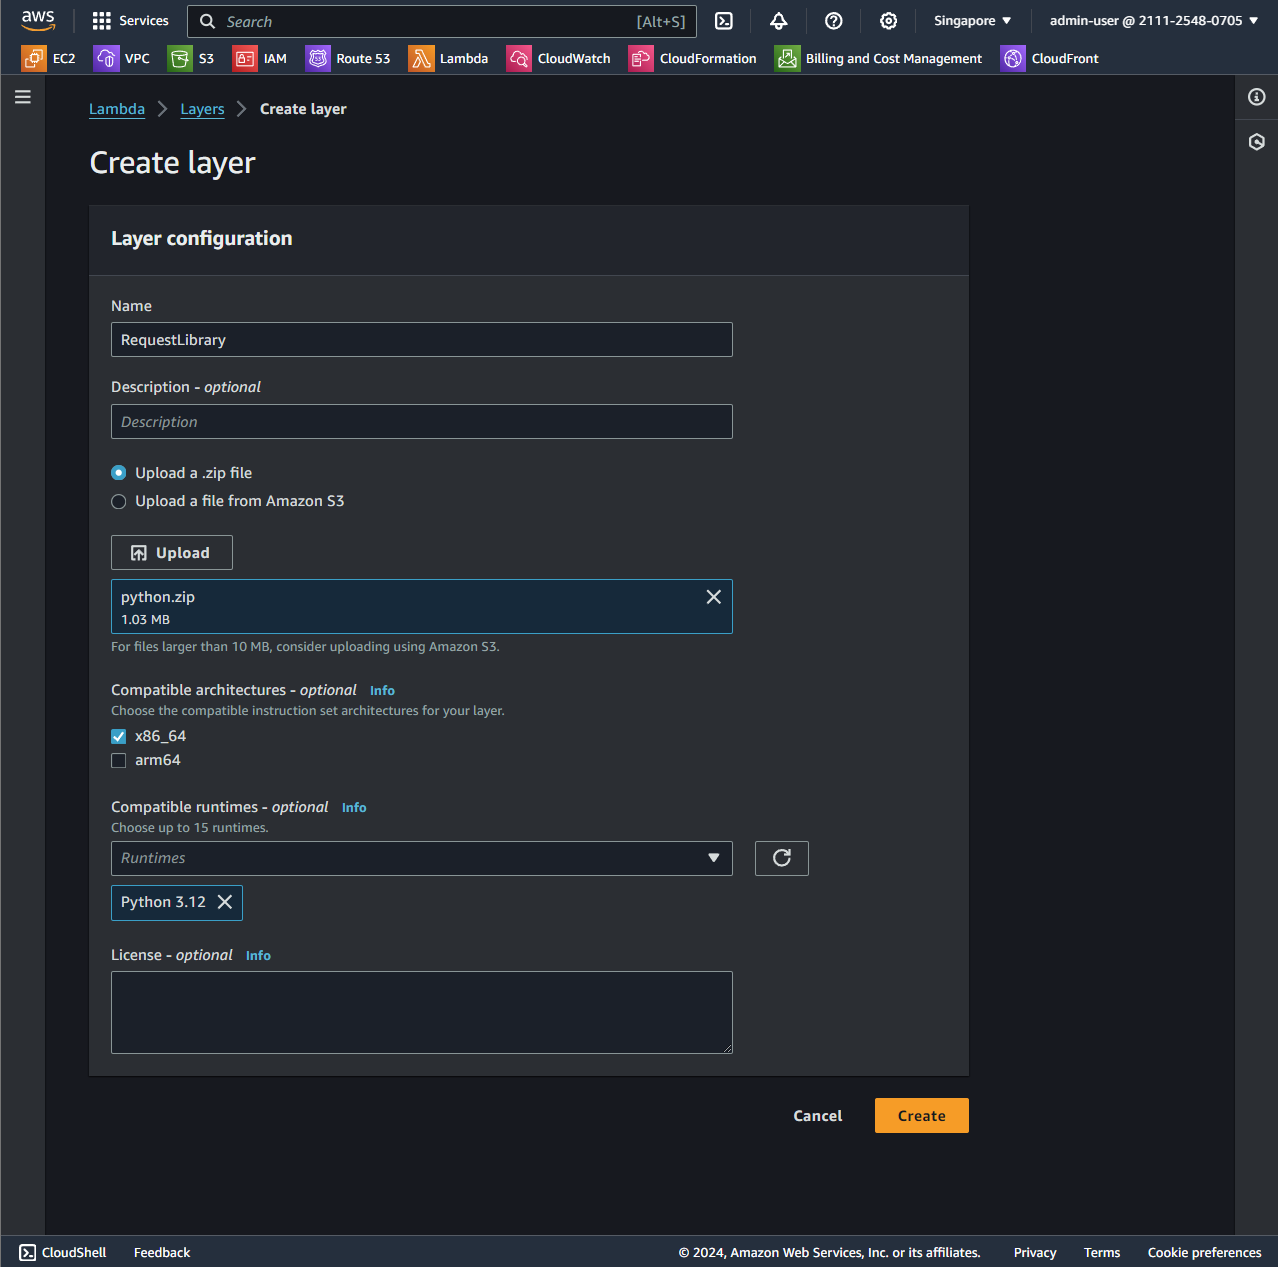 aws
Services
Search [Alt+S]
Singapore
admin-user @ 2111-2548-0705
EC2 VPC S3 IAM Route 53 Lambda CloudWatch CloudFormation Billing and Cost Management CloudFront
Lambda Layers Create layer
Create layer
Layer configuration
Name
RequestLibrary
Description - optional
Description
Upload a .zip file
Upload a file from Amazon S3
Upload
python.zip
1.03 MB
For files larger than 10 MB, consider uploading using Amazon S3.
Compatible architectures - optional Info
Choose the compatible instruction set architectures for your layer.
x86_64
arm64
Compatible runtimes - optional Info
Choose up to 15 runtimes.
Runtimes
Python 3.12
License - optional Info
Cancel Create
CloudShell Feedback © 2024, Amazon Web Services, Inc. or its affiliates. Privacy Terms Cookie preferences